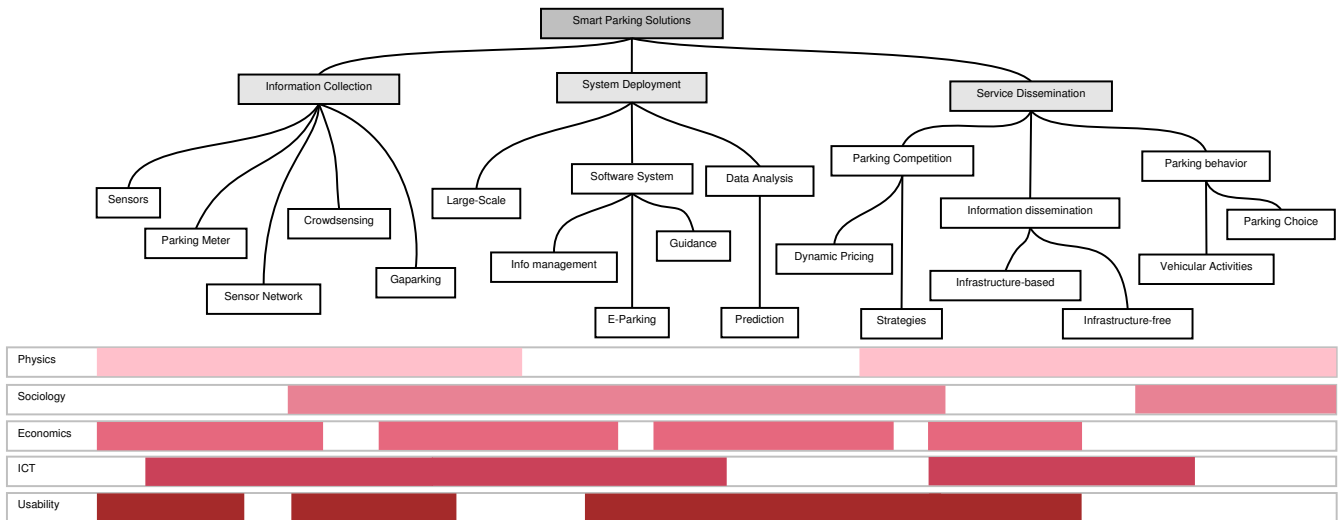 Smart Parking Solutions
Information Collection
System Deployment
Service Dissemination
Parking Competition
Parking behavior
Software System
Data Analysis
Sensors
Large-Scale
Information dissemination
Crowdsensing
Parking Choice
Parking Meter
Guidance
Dynamic Pricing
Info management
Vehicular Activities
Gaparking
Infrastructure-based
Sensor Network
E-Parking
Prediction
Strategies
Infrastructure-free
Physics
Sociology
Economics
ICT
Usability